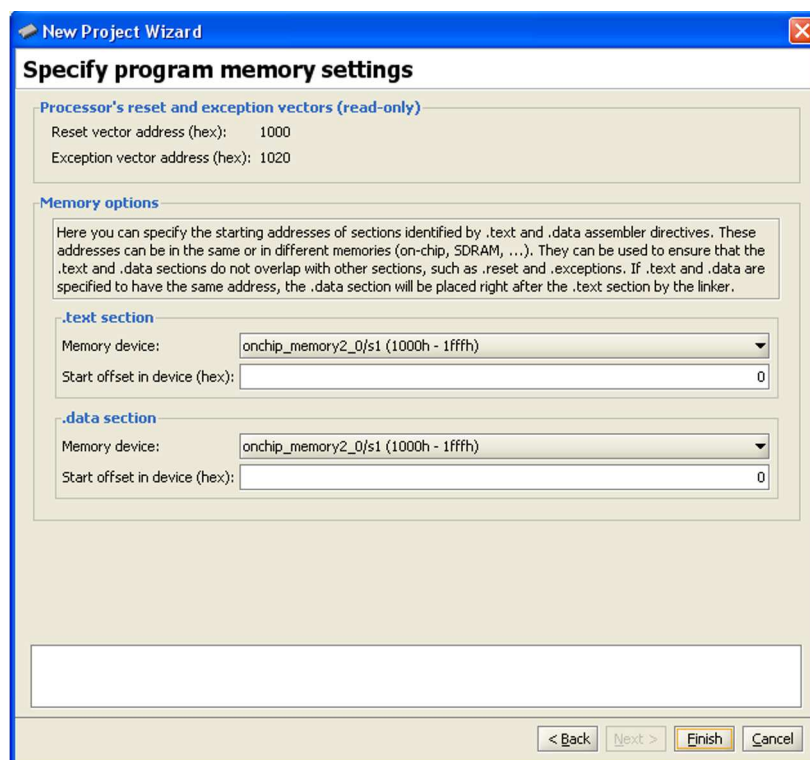 New Project Wizard
Specify program memory settings
Processor's reset and exception vectors (read-only)
Reset vector address (hex): 1000
Exception vector address (hex): 1020
Memory options
Here you can specify the starting addresses of sections identified by .text and .data assembler directives. These
addresses can be in the same or in different memories (on-chip, SDRAM, ...). They can be used to ensure that the
.text and .data sections do not overlap with other sections, such as .reset and .exceptions. If .text and .data are
specified to have the same address, the .data section will be placed right after the .text section by the linker.
.text section
Memory device: onchip_memory2_0/s1 (1000h - 1fffh)
Start offset in device (hex): 0
.data section
Memory device: onchip_memory2_0/s1 (1000h - 1fffh)
Start offset in device (hex): 0
< Back Next > Finish Cancel